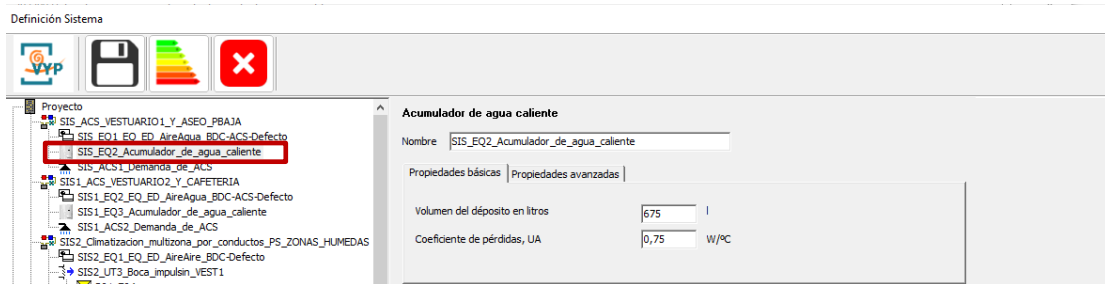 Definición Sistema
VYP
Proyecto
SIS_ACS_VESTUARIO1_Y_ASEO_PBAJA
SIS_EQ1_EQ_ED_AireAgua_BDC-ACS-Defecto
SIS_EQ2_Acumulador_de_agua_caliente
SIS_ACS1_Demanda_de_ACS
SIS1_ACS_VESTUARIO2_Y_CAFETERIA
SIS1_EQ2_EQ_ED_AireAgua_BDC-ACS-Defecto
SIS1_EQ3_Acumulador_de_agua_caliente
SIS1_ACS2_Demanda_de_ACS
SIS2_Climatizacion_multizona_por_conductos_PS_ZONAS_HUMEDAS
SIS2_EQ1_EQ_ED_AireAire_BDC-Defecto
SIS2_UT3_Boca_impulsin_VEST1
Acumulador de agua caliente
Nombre SIS_EQ2_Acumulador_de_agua_caliente
Propiedades básicas Propiedades avanzadas
Volumen del déposito en litros 675 l
Coeficiente de pérdidas, UA 0,75 W/ºC